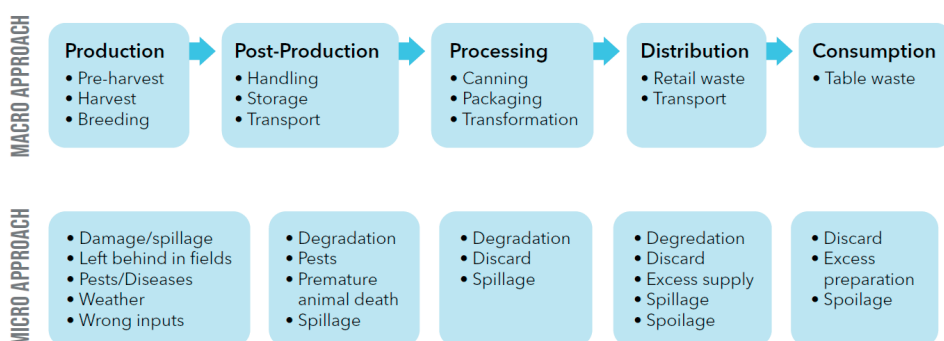 MACRO APPROACH
Production
• Pre-harvest
• Harvest
• Breeding
Post-Production
• Handling
• Storage
• Transport
Processing
• Canning
• Packaging
• Transformation
Distribution
• Retail waste
• Transport
Consumption
• Table waste
MICRO APPROACH
• Damage/spillage
• Left behind in fields
• Pests/Diseases
• Weather
• Wrong inputs
• Degradation
• Pests
• Premature
animal death
• Spillage
• Degradation
• Discard
• Spillage
• Degredation
• Discard
• Excess supply
• Spillage
• Spoilage
• Discard
• Excess
preparation
• Spoilage